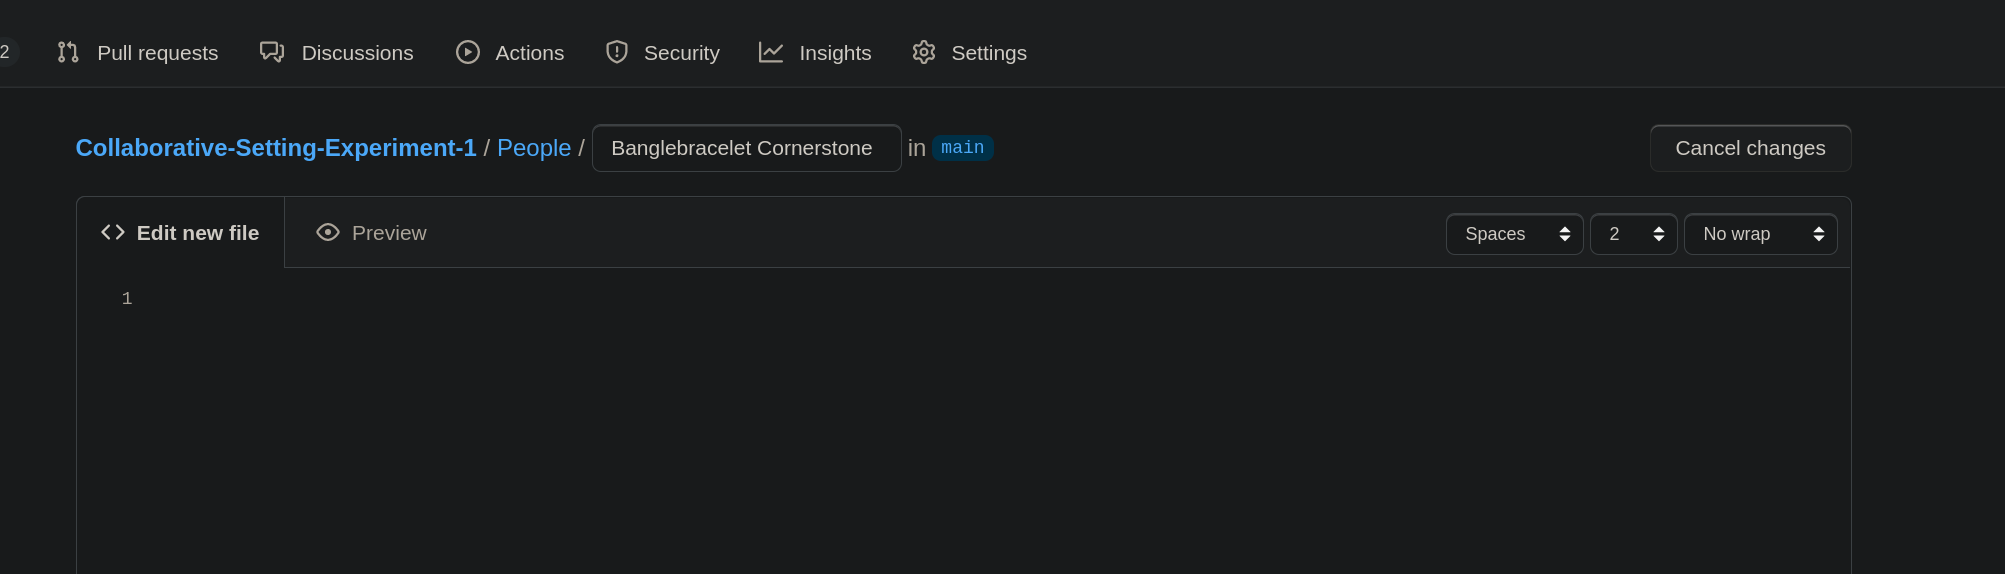 2 Pull requests Discussions Actions Security Insights Settings
Collaborative-Setting-Experiment-1 / People / Banglebracelet Cornerstone in main Cancel changes
Edit new file Preview Spaces 2 No wrap
1